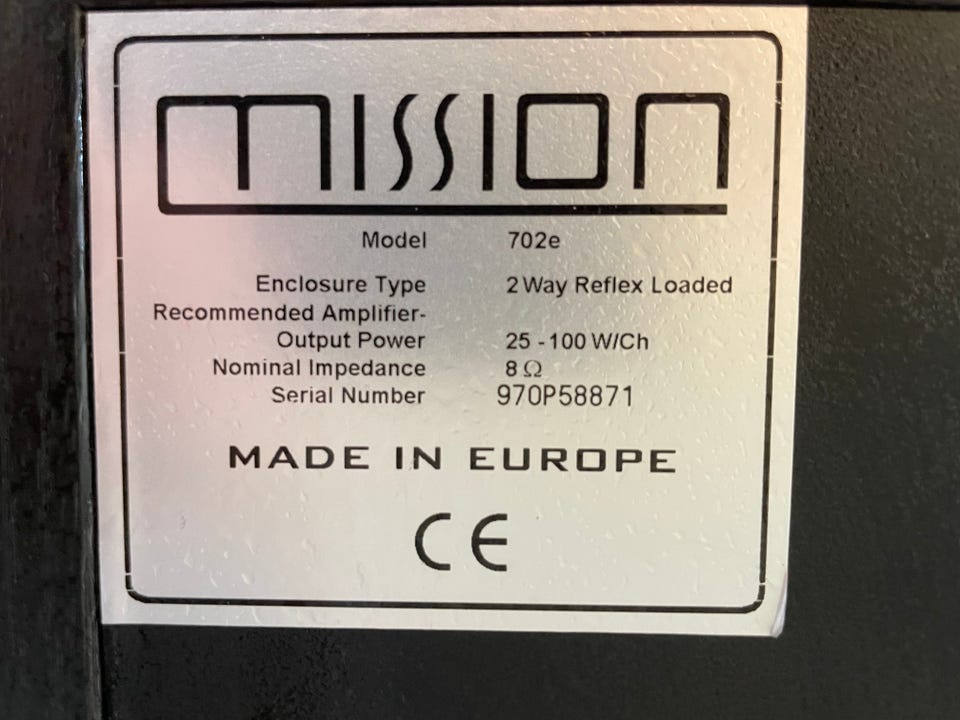 mission
Model 702e
Enclosure Type 2 Way Reflex Loaded
Recommended Amplifier-
Output Power 25 - 100 W/Ch
Nominal Impedance 8 Ω
Serial Number 970P58871
MADE IN EUROPE
CE